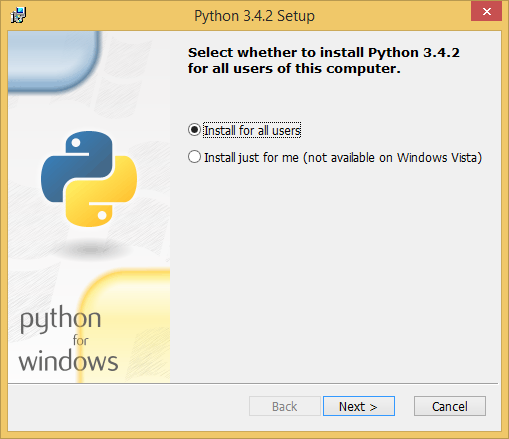 Python 3.4.2 Setup
Select whether to install Python 3.4.2
for all users of this computer.
Install for all users
Install just for me (not available on Windows Vista)
python
for
windows
Back
Next >
Cancel